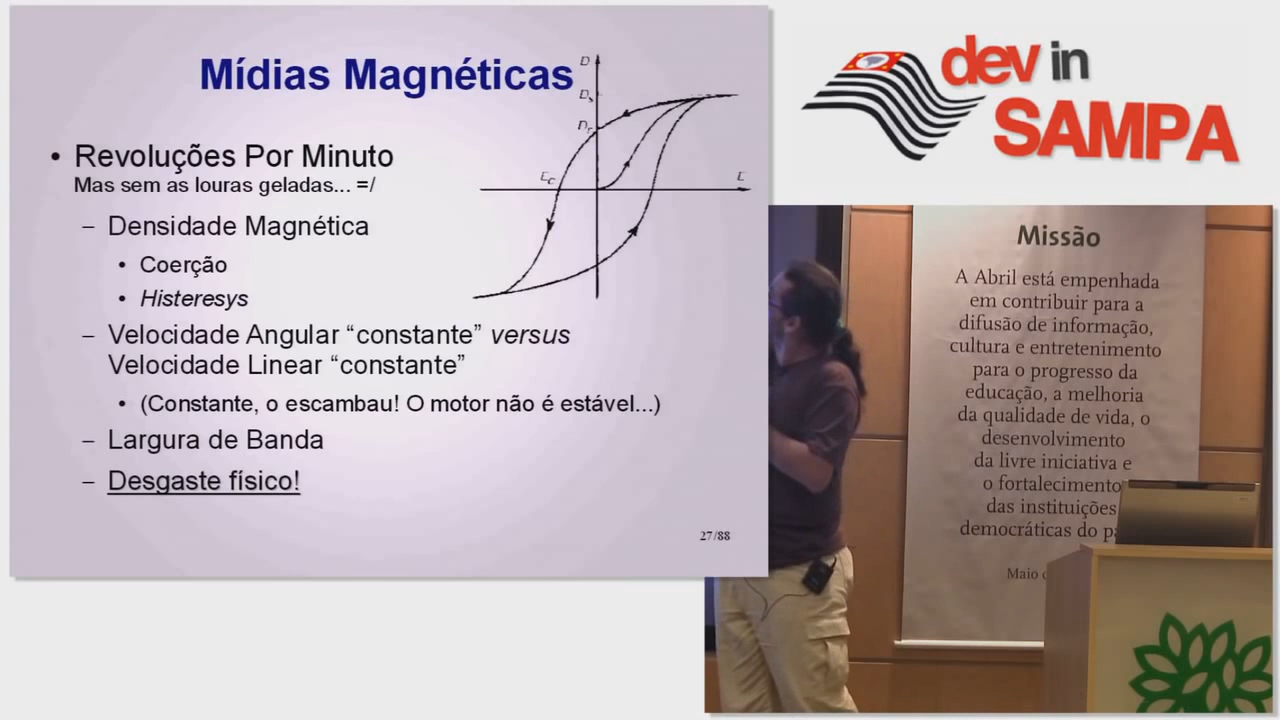 Mídias Magnéticas
D
D_s
D_r
E_c
E
• Revoluções Por Minuto
Mas sem as louras geladas... =/
– Densidade Magnética
• Coerção
• Histeresys
– Velocidade Angular “constante” versus
Velocidade Linear “constante”
• (Constante, o escambau! O motor não é estável...)
– Largura de Banda
– Desgaste físico!
27/88
dev in
SAMPA
Missão
A Abril está empenhada
em contribuir para a
difusão de informação,
cultura e entretenimento
para o progresso da
educação, a melhoria
da qualidade de vida, o
desenvolvimento
da livre iniciativa e
o fortalecimento
das instituições
democráticas do
Maio